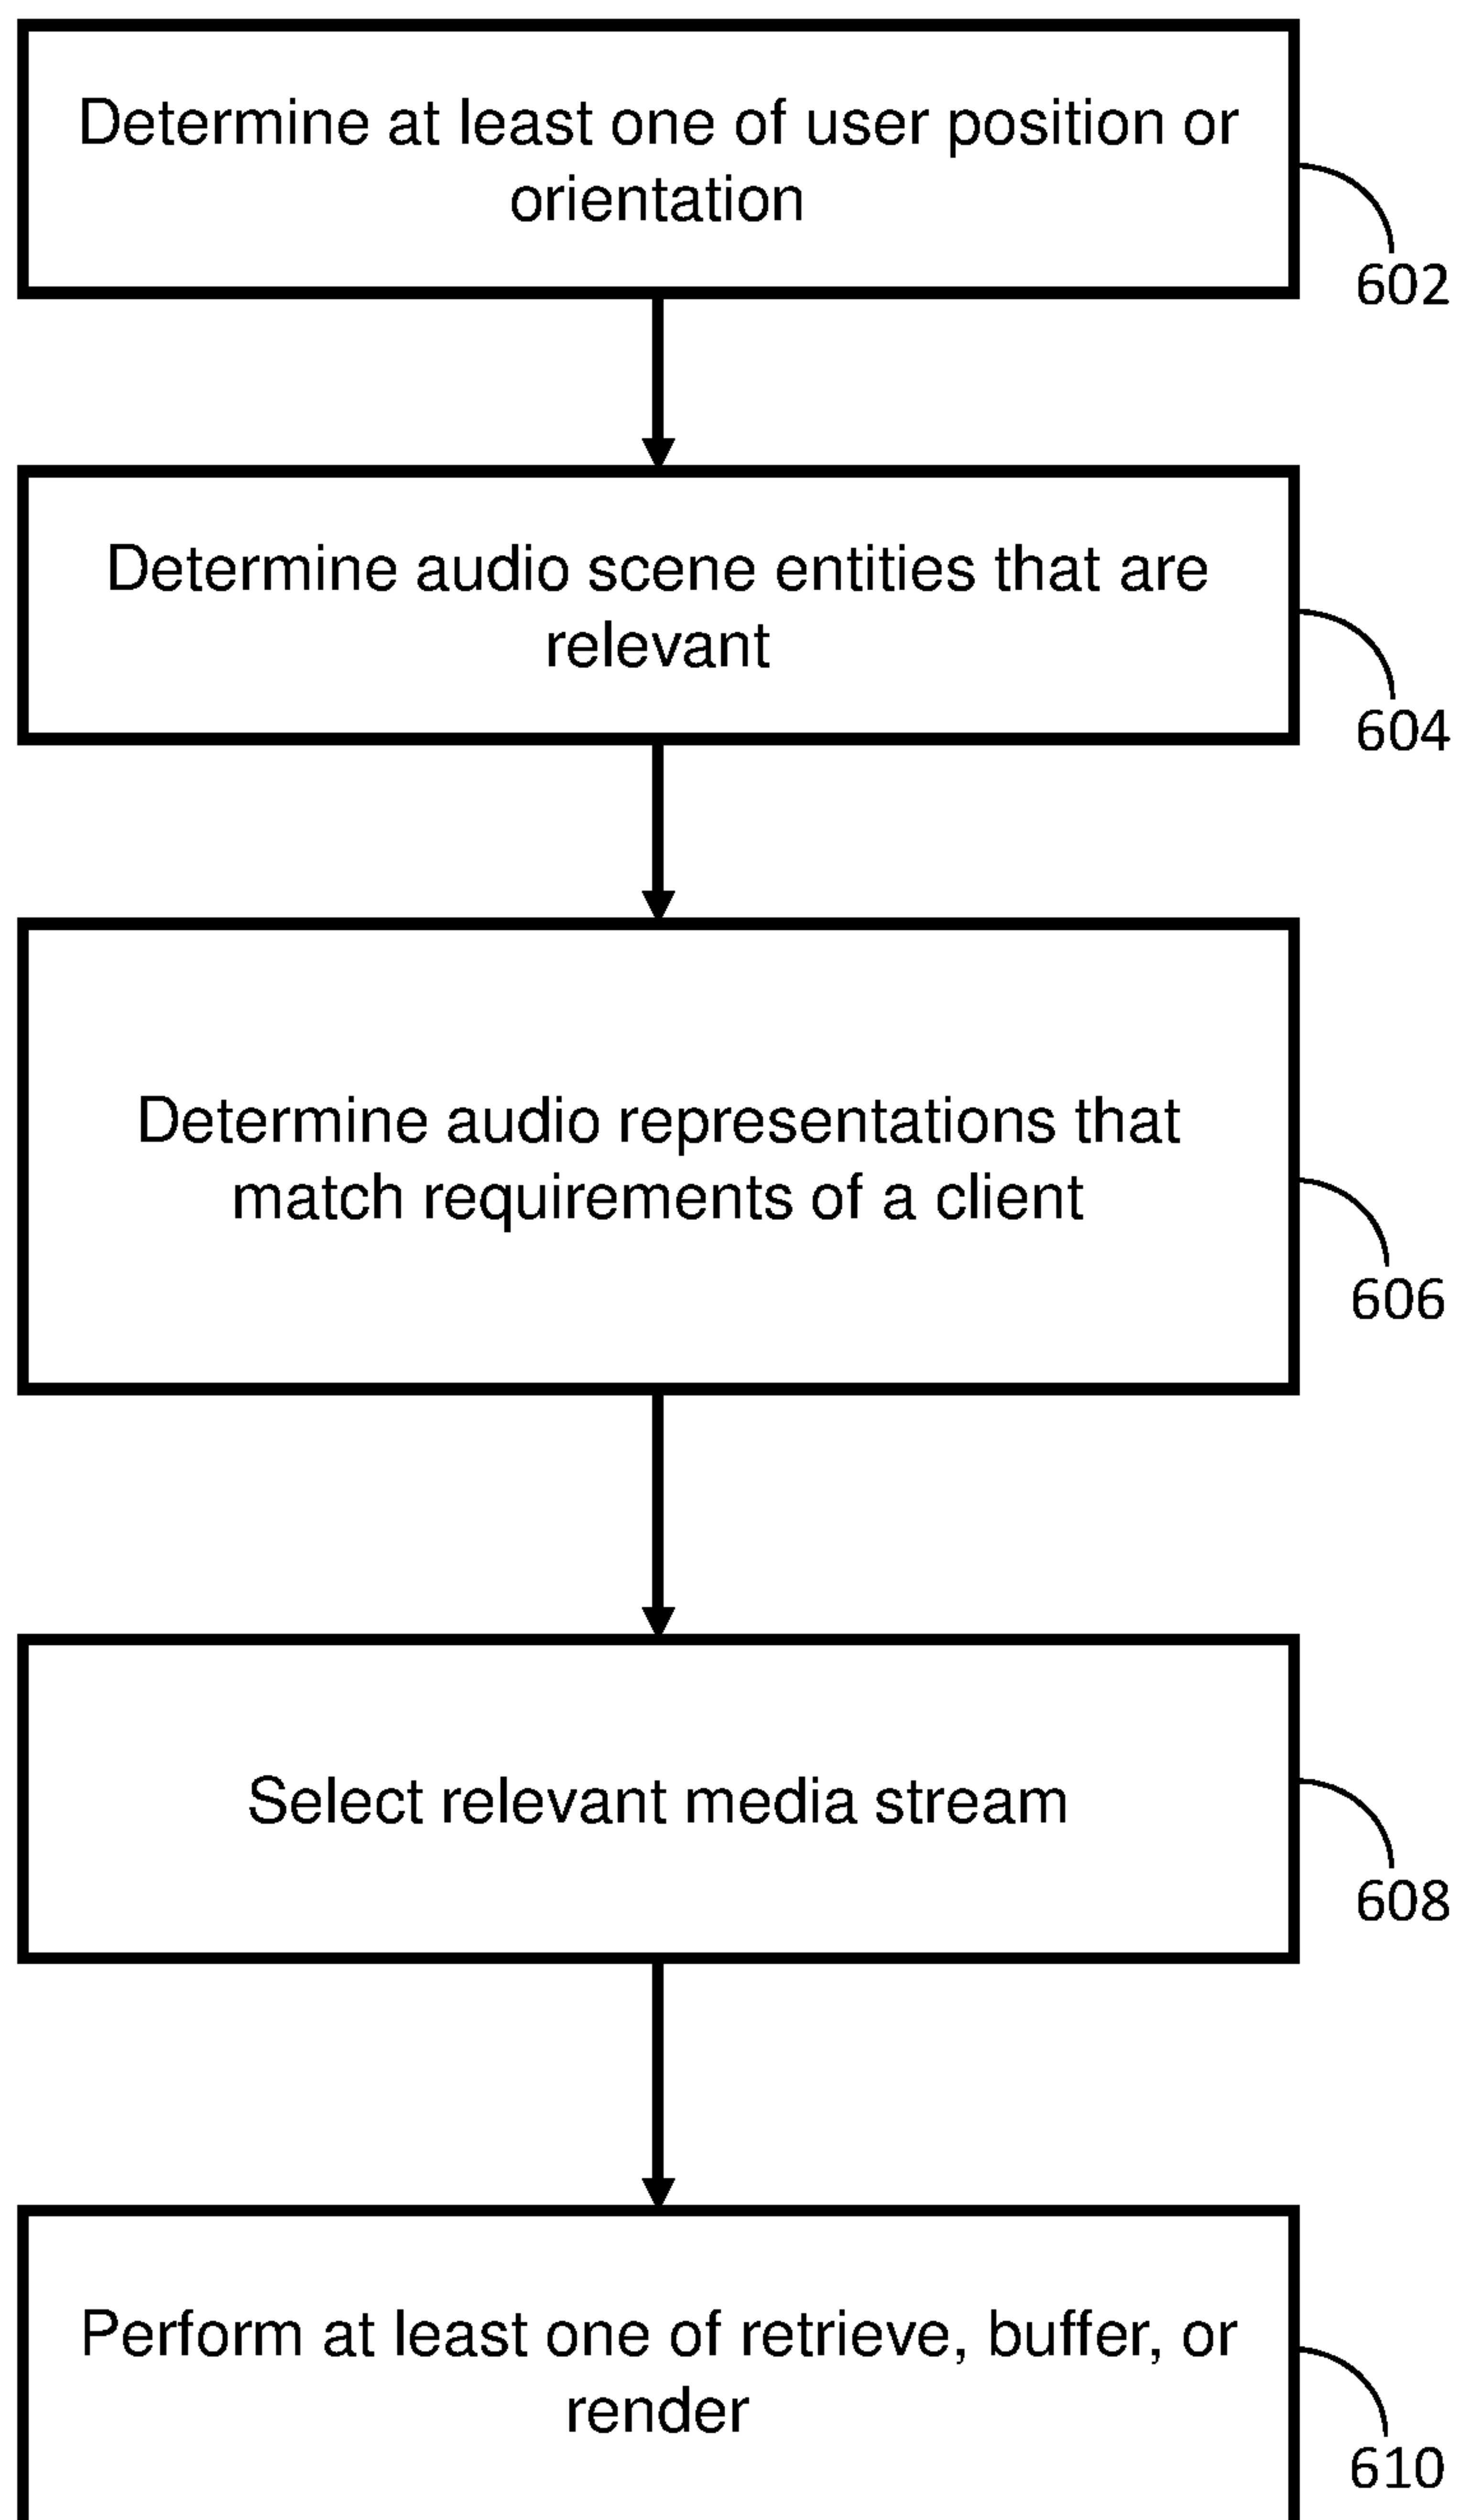 Determine at least one of user position or
orientation
602
Determine audio scene entities that are
relevant
604
Determine audio representations that
match requirements of a client
606
Select relevant media stream
608
Perform at least one of retrieve, buffer, or
render
610